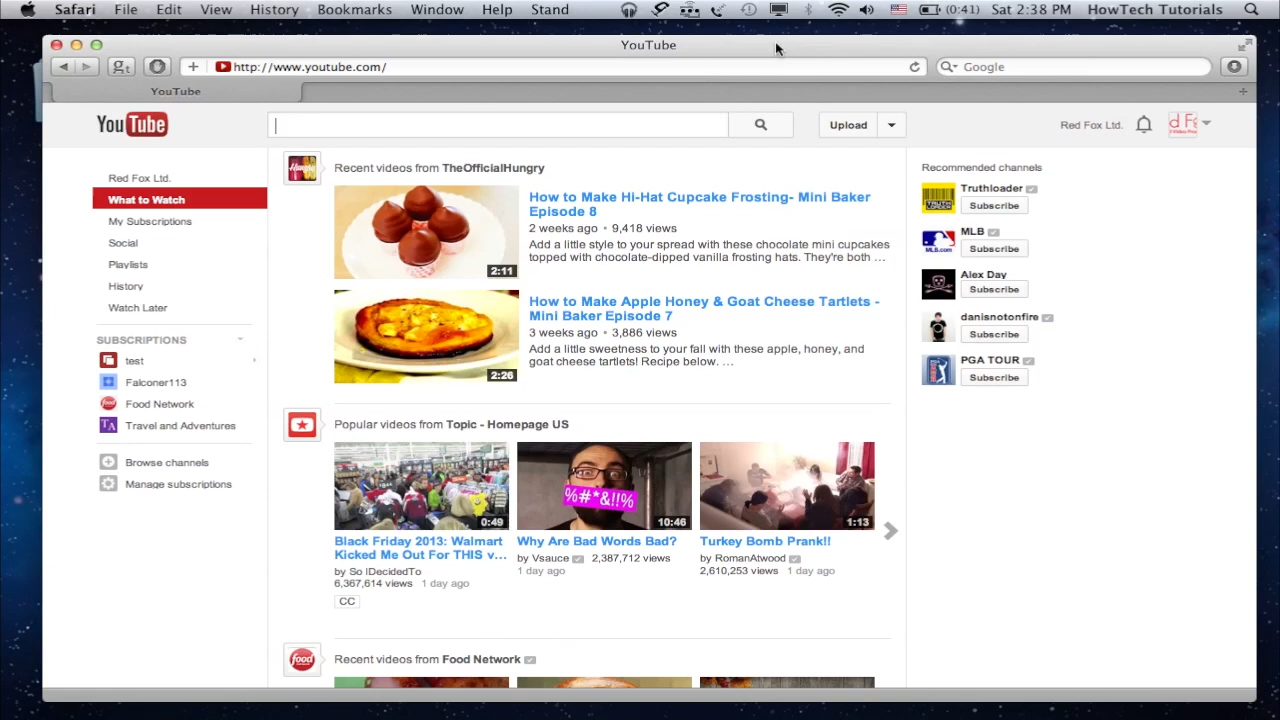 Safari File Edit View History Bookmarks Window Help Stand (0:41) Sat 2:38 PM HowTech Tutorials
YouTube
gt + http://www.youtube.com/ Google
YouTube +
YouTube Upload Red Fox Ltd.
Red Fox Ltd.
What to Watch
My Subscriptions
Social
Playlists
History
Watch Later
SUBSCRIPTIONS
test
Falconer113
Food Network
TA Travel and Adventures
Browse channels
Manage subscriptions
Hungry Recent videos from TheOfficialHungry
How to Make Hi-Hat Cupcake Frosting- Mini Baker
Episode 8
2 weeks ago • 9,418 views
Add a little style to your spread with these chocolate mini cupcakes
topped with chocolate-dipped vanilla frosting hats. They're both ...
2:11
How to Make Apple Honey & Goat Cheese Tartlets -
Mini Baker Episode 7
3 weeks ago • 3,886 views
Add a little sweetness to your fall with these apple, honey, and
goat cheese tartlets! Recipe below. ...
2:26
Popular videos from Topic - Homepage US
0:49
Black Friday 2013: Walmart
Kicked Me Out For THIS v...
by So IDecidedTo
6,367,614 views 1 day ago
CC
%#*&!!%
10:46
Why Are Bad Words Bad?
by Vsauce 2,387,712 views
1 day ago
1:13
Turkey Bomb Prank!!
by RomanAtwood
2,610,253 views 1 day ago
food Recent videos from Food Network
Recommended channels
Truthloader
Subscribe
MLB
MLB.com
Subscribe
Alex Day
Subscribe
danisnotonfire
Subscribe
PGA TOUR
Subscribe